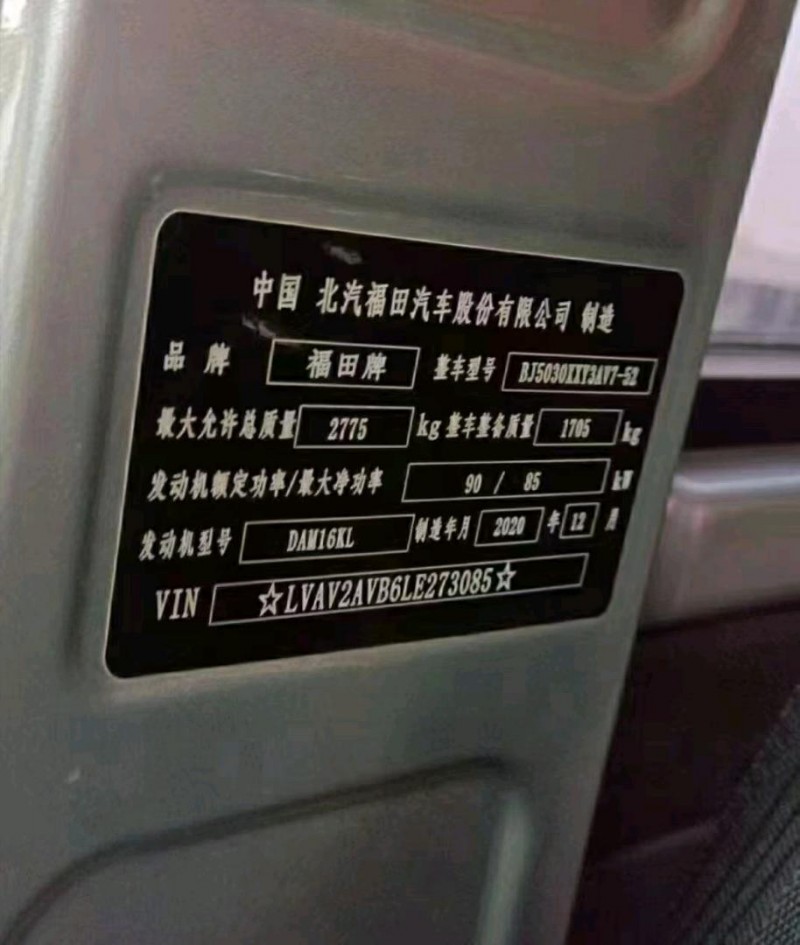 中国 北汽福田汽车股份有限公司 制造
品 牌 福田牌 整车型号 BJ5030XXY3AV7-52
最大允许总质量 2775 kg 整车整备质量 1705 kg
发动机额定功率/最大净功率 90 / 85 kW
发动机型号 DAM16KL 制造年月 2020 年 12 月
VIN ☆LVAV2AVB6LE273085☆